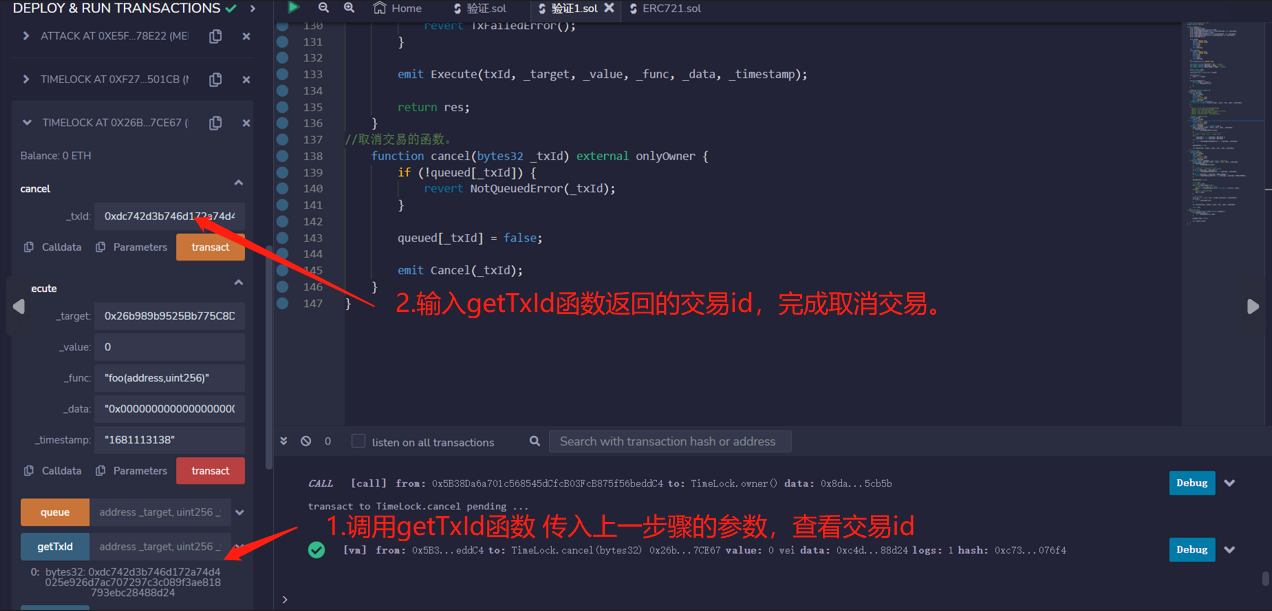 DEPLOY & RUN TRANSACTIONS
Home
验证.sol
验证1.sol
ERC721.sol
ATTACK AT 0XE5F...78E22 (MEI
TIMELOCK AT 0XF27...501CB (M
TIMELOCK AT 0X26B...7CE67 (
Balance: 0 ETH
cancel
_txId: 0xdc742d3b746d172a74d4
Calldata Parameters transact
ecute
_target: 0x26b989b9525Bb775C8D
_value: 0
_func: "foo(address,uint256)"
_data: "0x00000000000000000000
_timestamp: "1681113138"
Calldata Parameters transact
queue address _target, uint256 _
getTxId address _target, uint256 _
0: bytes32: 0xdc742d3b746d172a74d4
025e926d7ac707297c3c089f3ae818
793ebc28488d24
130 revert TxFailedError();
131 }
132
133 emit Execute(txId, _target, _value, _func, _data, _timestamp);
134
135 return res;
136 }
137 //取消交易的函数。
138 function cancel(bytes32 _txId) external onlyOwner {
139 if (!queued[_txId]) {
140 revert NotQueuedError(_txId);
141 }
142
143 queued[_txId] = false;
144
145 emit Cancel(_txId);
146 }
147 }
2.输入getTxId函数返回的交易id，完成取消交易。
0 listen on all transactions Search with transaction hash or address
CALL [call] from: 0x5B38Da6a701c568545dCfcB03FcB875f56beddC4 to: TimeLock.owner() data: 0x8da...5cb5b Debug
transact to TimeLock.cancel pending ...
1.调用getTxId函数 传入上一步骤的参数，查看交易id
[vm] from: 0x5B3...eddC4 to: TimeLock.cancel(bytes32) 0x26b...7CE67 value: 0 wei data: 0xc4d...88d24 logs: 1 hash: 0xc73...076f4 Debug
>